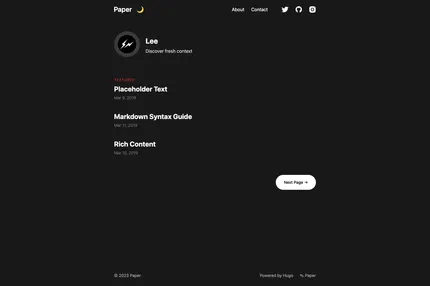 Paper 🌙 About Contact
Lee
Discover fresh context
FEATURED
Placeholder Text
Mar 9, 2019
Markdown Syntax Guide
Mar 11, 2019
Rich Content
Mar 10, 2019
Next Page →
© 2023 Paper Powered by Hugo ✎ Paper